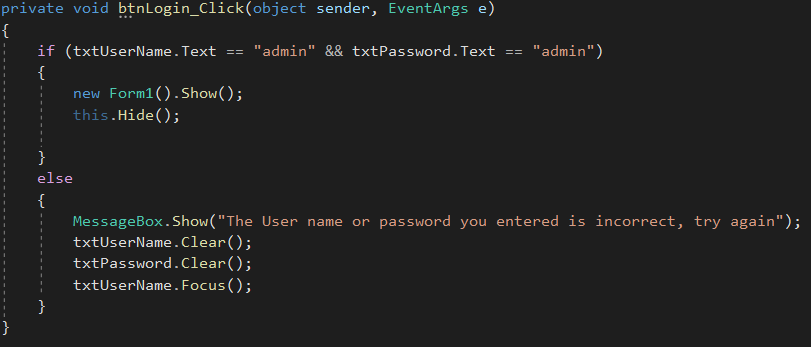 private void btnLogin_Click(object sender, EventArgs e)
{
    if (txtUserName.Text == "admin" && txtPassword.Text == "admin")
    {
        new Form1().Show();
        this.Hide();

    }
    else
    {
        MessageBox.Show("The User name or password you entered is incorrect, try again");
        txtUserName.Clear();
        txtPassword.Clear();
        txtUserName.Focus();
    }
}